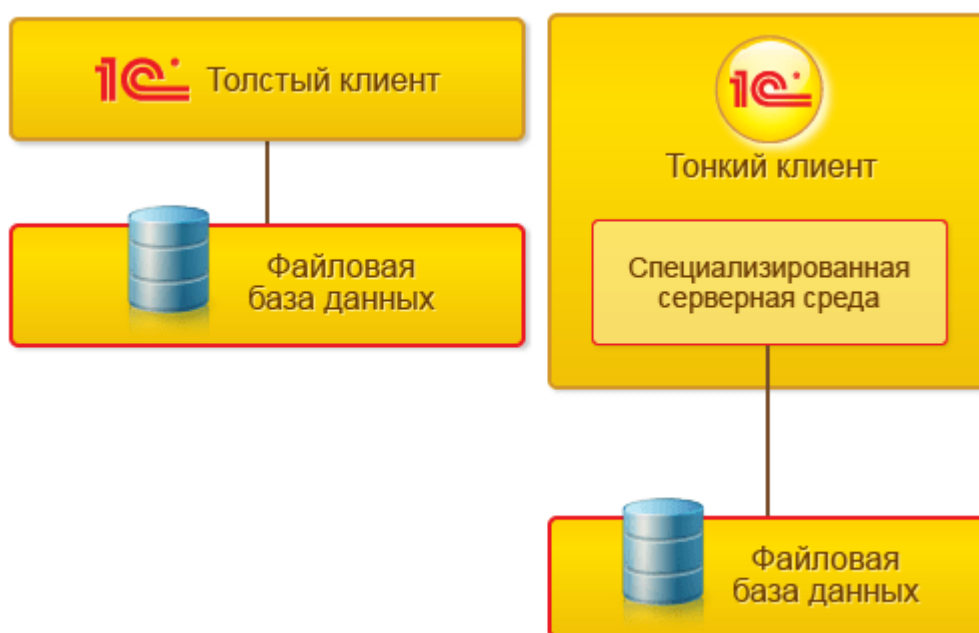 1С Толстый клиент
Файловая
база данных
1С
Тонкий клиент
Специализированная
серверная среда
Файловая
база данных